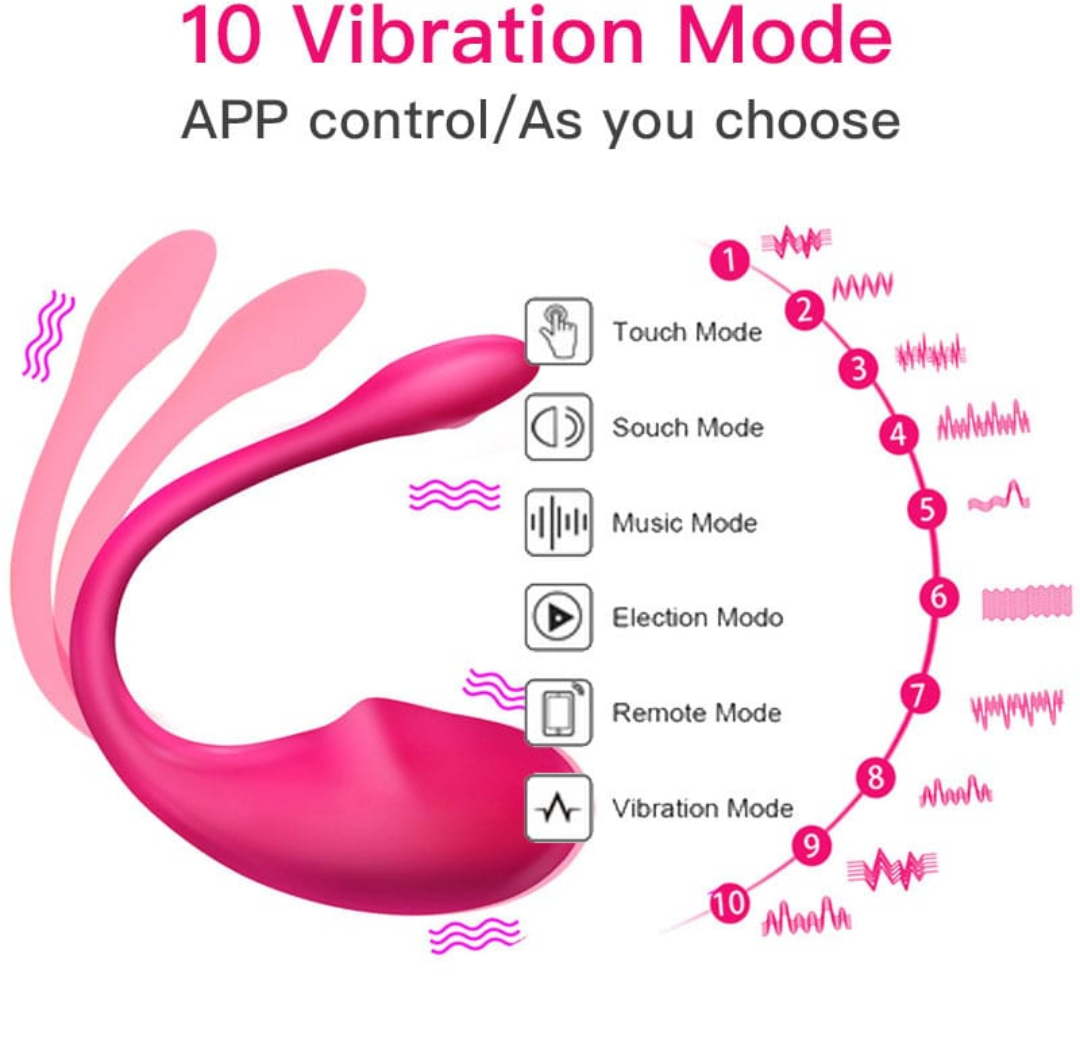 10 Vibration Mode
APP control/As you choose
Touch Mode
Souch Mode
Music Mode
Election Modo
Remote Mode
Vibration Mode
1
2
3
4
5
6
7
8
9
10